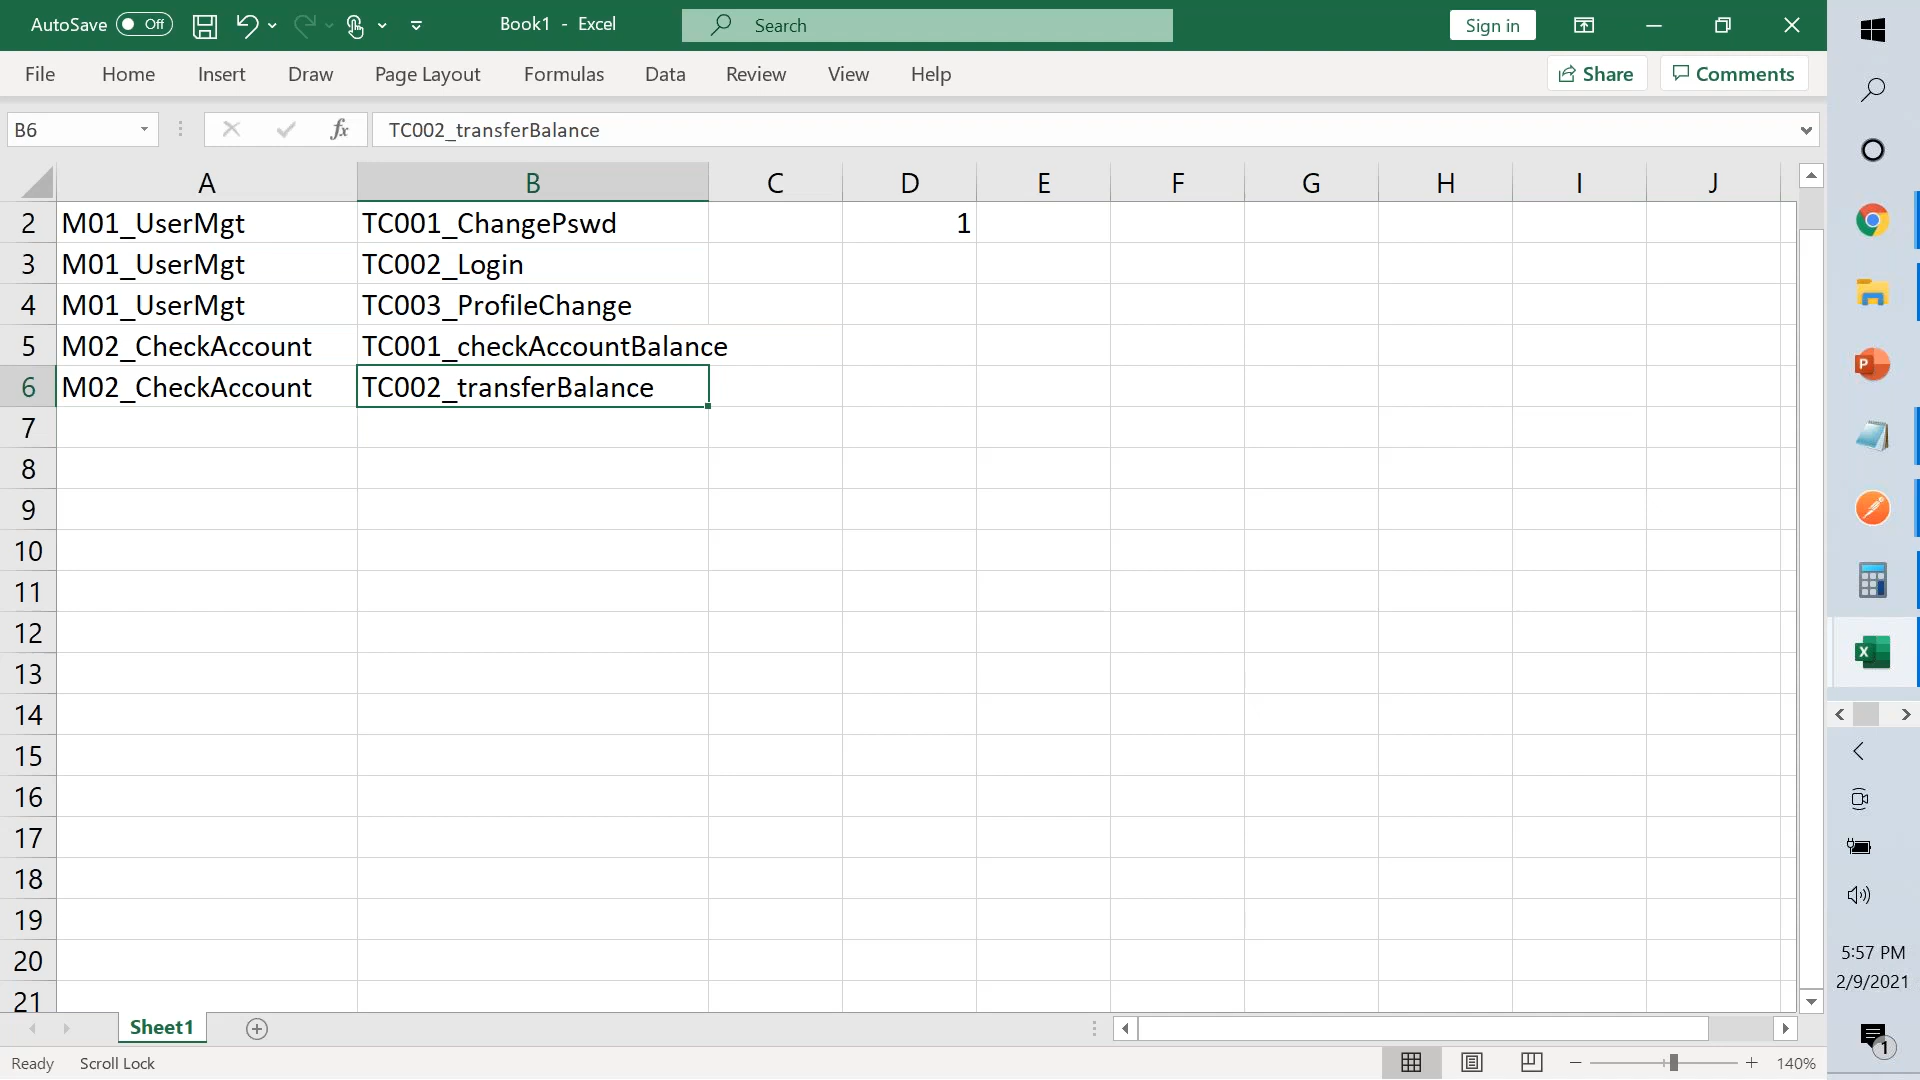 AutoSave Off Book1 - Excel Search Sign in
File Home Insert Draw Page Layout Formulas Data Review View Help Share Comments
B6 fx TC002_transferBalance
A B C D E F G H I J
2 M01_UserMgt TC001_ChangePswd 1
3 M01_UserMgt TC002_Login
4 M01_UserMgt TC003_ProfileChange
5 M02_CheckAccount TC001_checkAccountBalance
6 M02_CheckAccount TC002_transferBalance
7
8
9
10
11
12
13
14
15
16
17
18
19
20
21
Sheet1
Ready Scroll Lock 140%
P
X
5:57 PM
2/9/2021
1